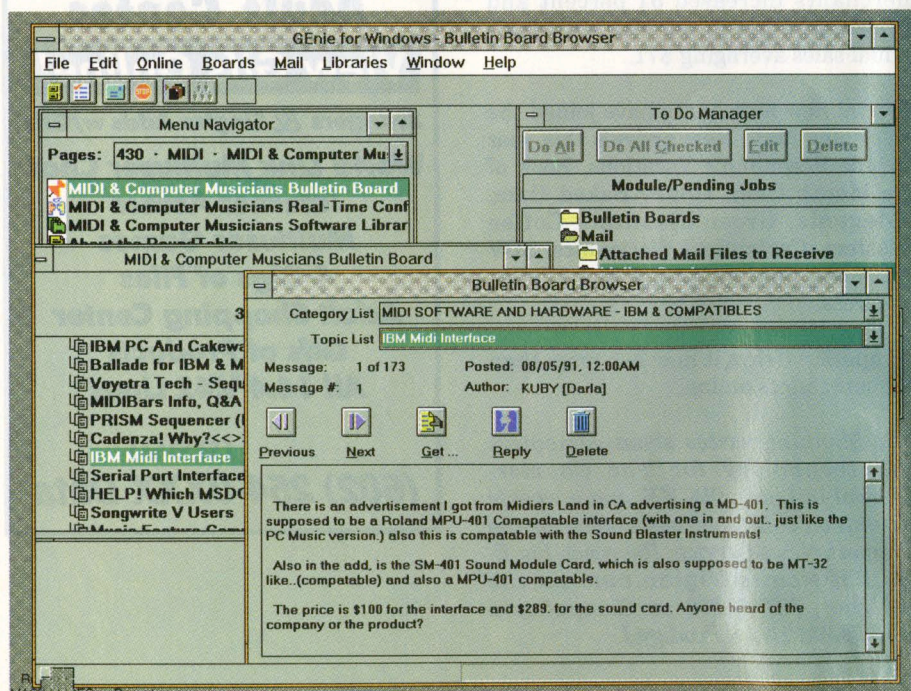 GEnie for Windows - Bulletin Board Browser
File Edit Online Boards Mail Libraries Window Help
Menu Navigator
Pages: 430 · MIDI · MIDI & Computer Mu
MIDI & Computer Musicians Bulletin Board
MIDI & Computer Musicians Real-Time Conf
MIDI & Computer Musicians Software Librar
About the RoundTable
To Do Manager
Do All Do All Checked Edit Delete
Module/Pending Jobs
Bulletin Boards
Mail
Attached Mail Files to Receive
MIDI & Computer Musicians Bulletin Board
3
IBM PC And Cakewa
Ballade for IBM & M
Voyetra Tech - Sequ
MIDIBars Info, Q&A
PRISM Sequencer (
Cadenza! Why?<<>
IBM Midi Interface
Serial Port Interface
HELP! Which MSDO
Songwrite V Users
Bulletin Board Browser
Category List MIDI SOFTWARE AND HARDWARE - IBM & COMPATIBLES
Topic List IBM Midi Interface
Message: 1 of 173 Posted: 08/05/91, 12:00AM
Message #: 1 Author: KUBY [Darla]
Previous Next Get ... Reply Delete
There is an advertisement I got from Midiers Land in CA advertising a MD-401. This is
supposed to be a Roland MPU-401 Comapatable interface (with one in and out.. just like the
PC Music version.) also this is compatable with the Sound Blaster Instruments!
Also in the add, is the SM-401 Sound Module Card, which is also supposed to be MT-32
like..(compatable) and also a MPU-401 compatable.
The price is $100 for the interface and $289. for the sound card. Anyone heard of the
company or the product?